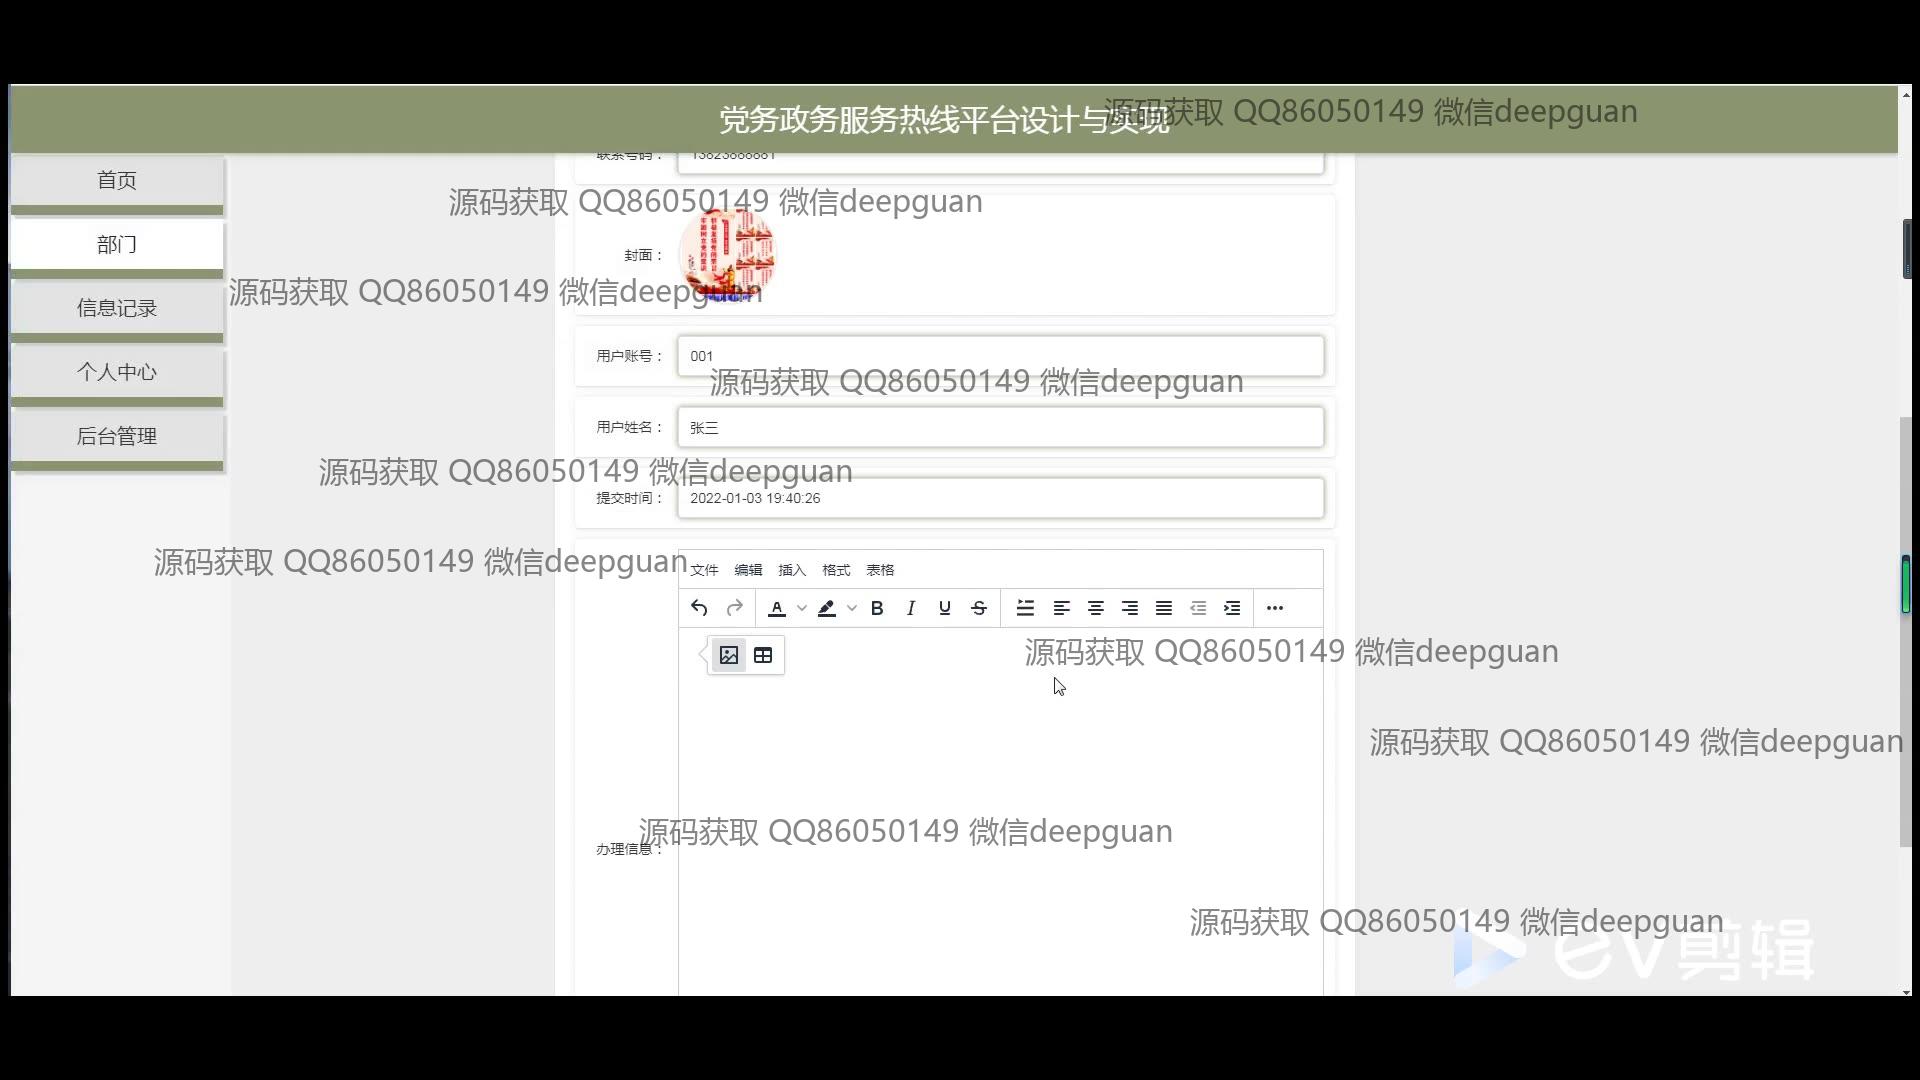 党务政务服务热线平台设计与实现
源码获取 QQ86050149 微信deepguan
首页
部门
信息记录
个人中心
后台管理
联系号码： 13823888881
源码获取 QQ86050149 微信deepguan
封面：
源码获取 QQ86050149 微信deepguan
用户账号： 001
源码获取 QQ86050149 微信deepguan
用户姓名： 张三
源码获取 QQ86050149 微信deepguan
提交时间： 2022-01-03 19:40:26
源码获取 QQ86050149 微信deepguan
文件 编辑 插入 格式 表格
A B I U S
源码获取 QQ86050149 微信deepguan
源码获取 QQ86050149 微信deepguan
源码获取 QQ86050149 微信deepguan
办理信息：
源码获取 QQ86050149 微信deepguan
ev剪辑